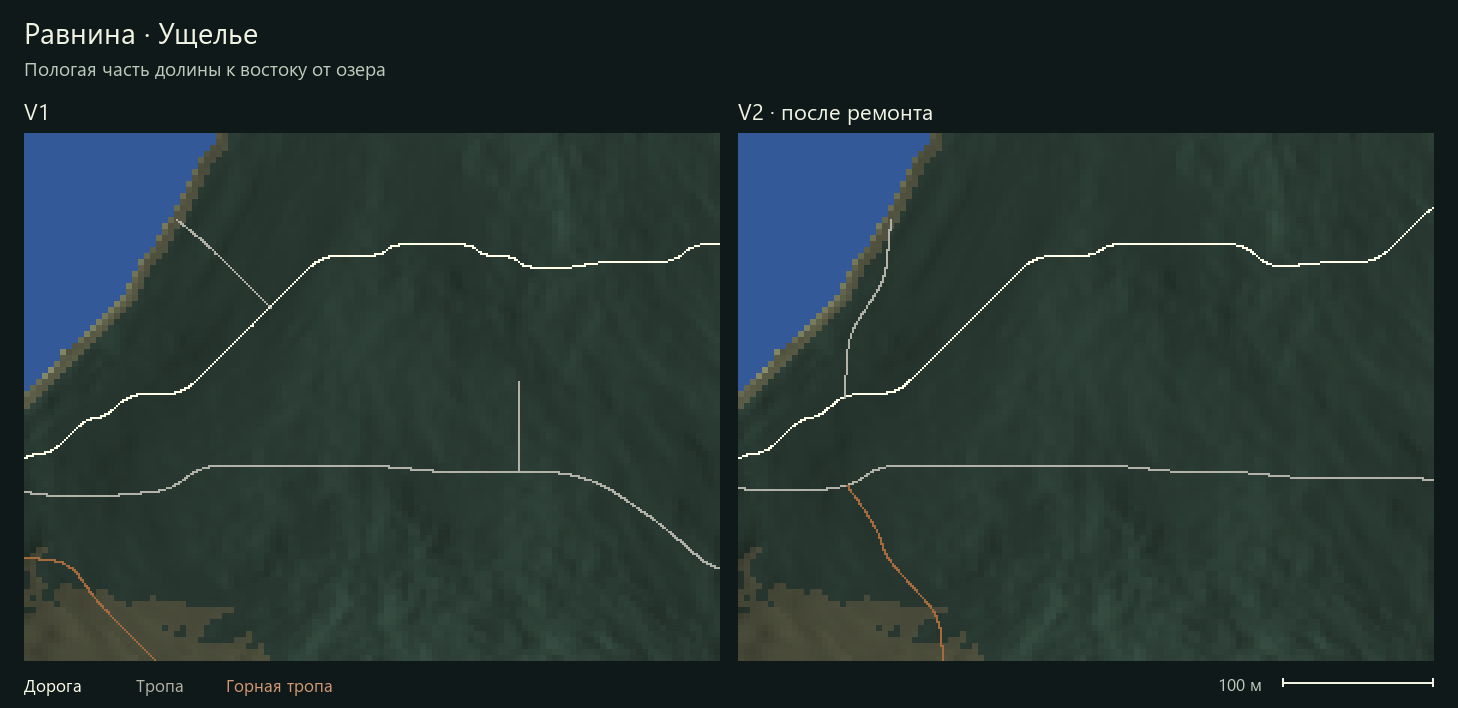 Равнина · Ущелье
Пологая часть долины к востоку от озера
V1
V2 · после ремонта
Дорога
Тропа
Горная тропа
100 м